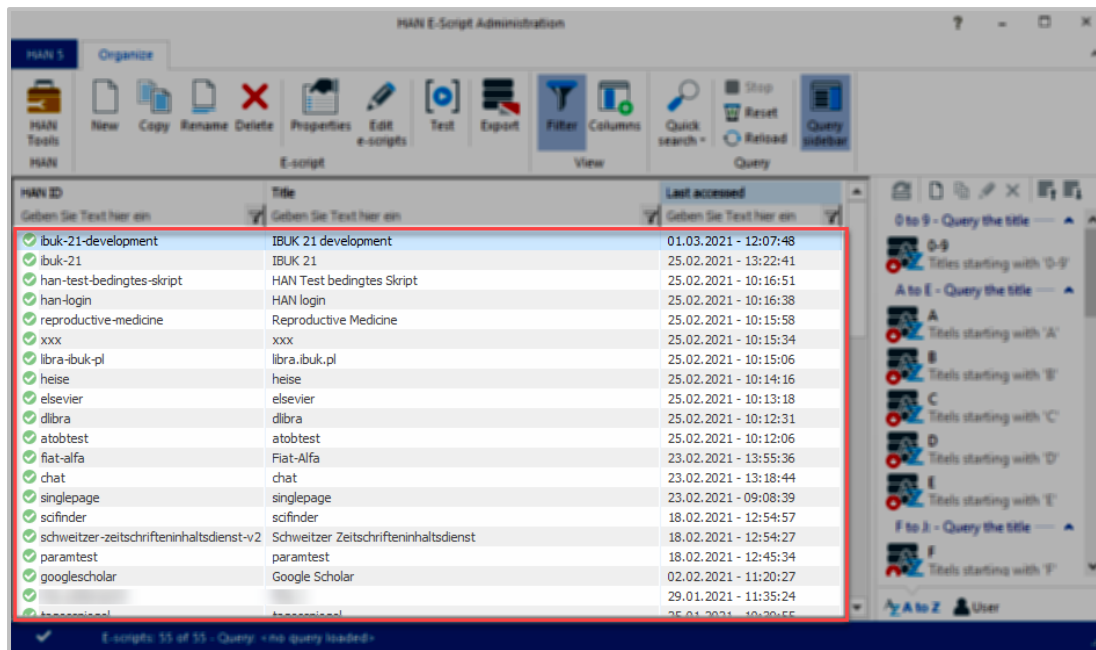 HAN E-Script Administration
?
HAN 5 Organize
HAN Tools New Copy Rename Delete Properties Edit e-scripts Test Export Filter Columns Quick search Stop Reset Reload Query sidebar
HAN E-script View Query
HAN ID Title Last accessed
Geben Sie Text hier ein Geben Sie Text hier ein Geben Sie Text hier ein
ibuk-21-development IBUK 21 development 01.03.2021 - 12:07:48
ibuk-21 IBUK 21 25.02.2021 - 13:22:41
han-test-bedingtes-skript HAN Test bedingtes Skript 25.02.2021 - 10:16:51
han-login HAN login 25.02.2021 - 10:16:38
reproductive-medicine Reproductive Medicine 25.02.2021 - 10:15:58
xxx xxx 25.02.2021 - 10:15:34
libra-ibuk-pl libra.ibuk.pl 25.02.2021 - 10:15:06
heise heise 25.02.2021 - 10:14:16
elsevier elsevier 25.02.2021 - 10:13:18
dlibra dlibra 25.02.2021 - 10:12:31
atobtest atobtest 25.02.2021 - 10:12:06
fiat-alfa Fiat-Alfa 23.02.2021 - 13:55:36
chat chat 23.02.2021 - 13:18:44
singlepage singlepage 23.02.2021 - 09:08:39
scifinder scifinder 18.02.2021 - 12:54:57
schweitzer-zeitschrifteninhaltsdienst-v2 Schweitzer Zeitschrifteninhaltsdienst 18.02.2021 - 12:54:27
paramtest paramtest 18.02.2021 - 12:45:34
googlescholar Google Scholar 02.02.2021 - 11:20:27
29.01.2021 - 11:35:24
0 to 9 - Query the title
0-9
Titles starting with '0-9'
A to E - Query the title
A
Titels starting with 'A'
B
Titels starting with 'B'
C
Titels starting with 'C'
D
Titels starting with 'D'
E
Titels starting with 'E'
F to J: - Query the title
F
Titels starting with 'F'
A to Z User
E-scripts: 55 of 55 - Query: <no query loaded>